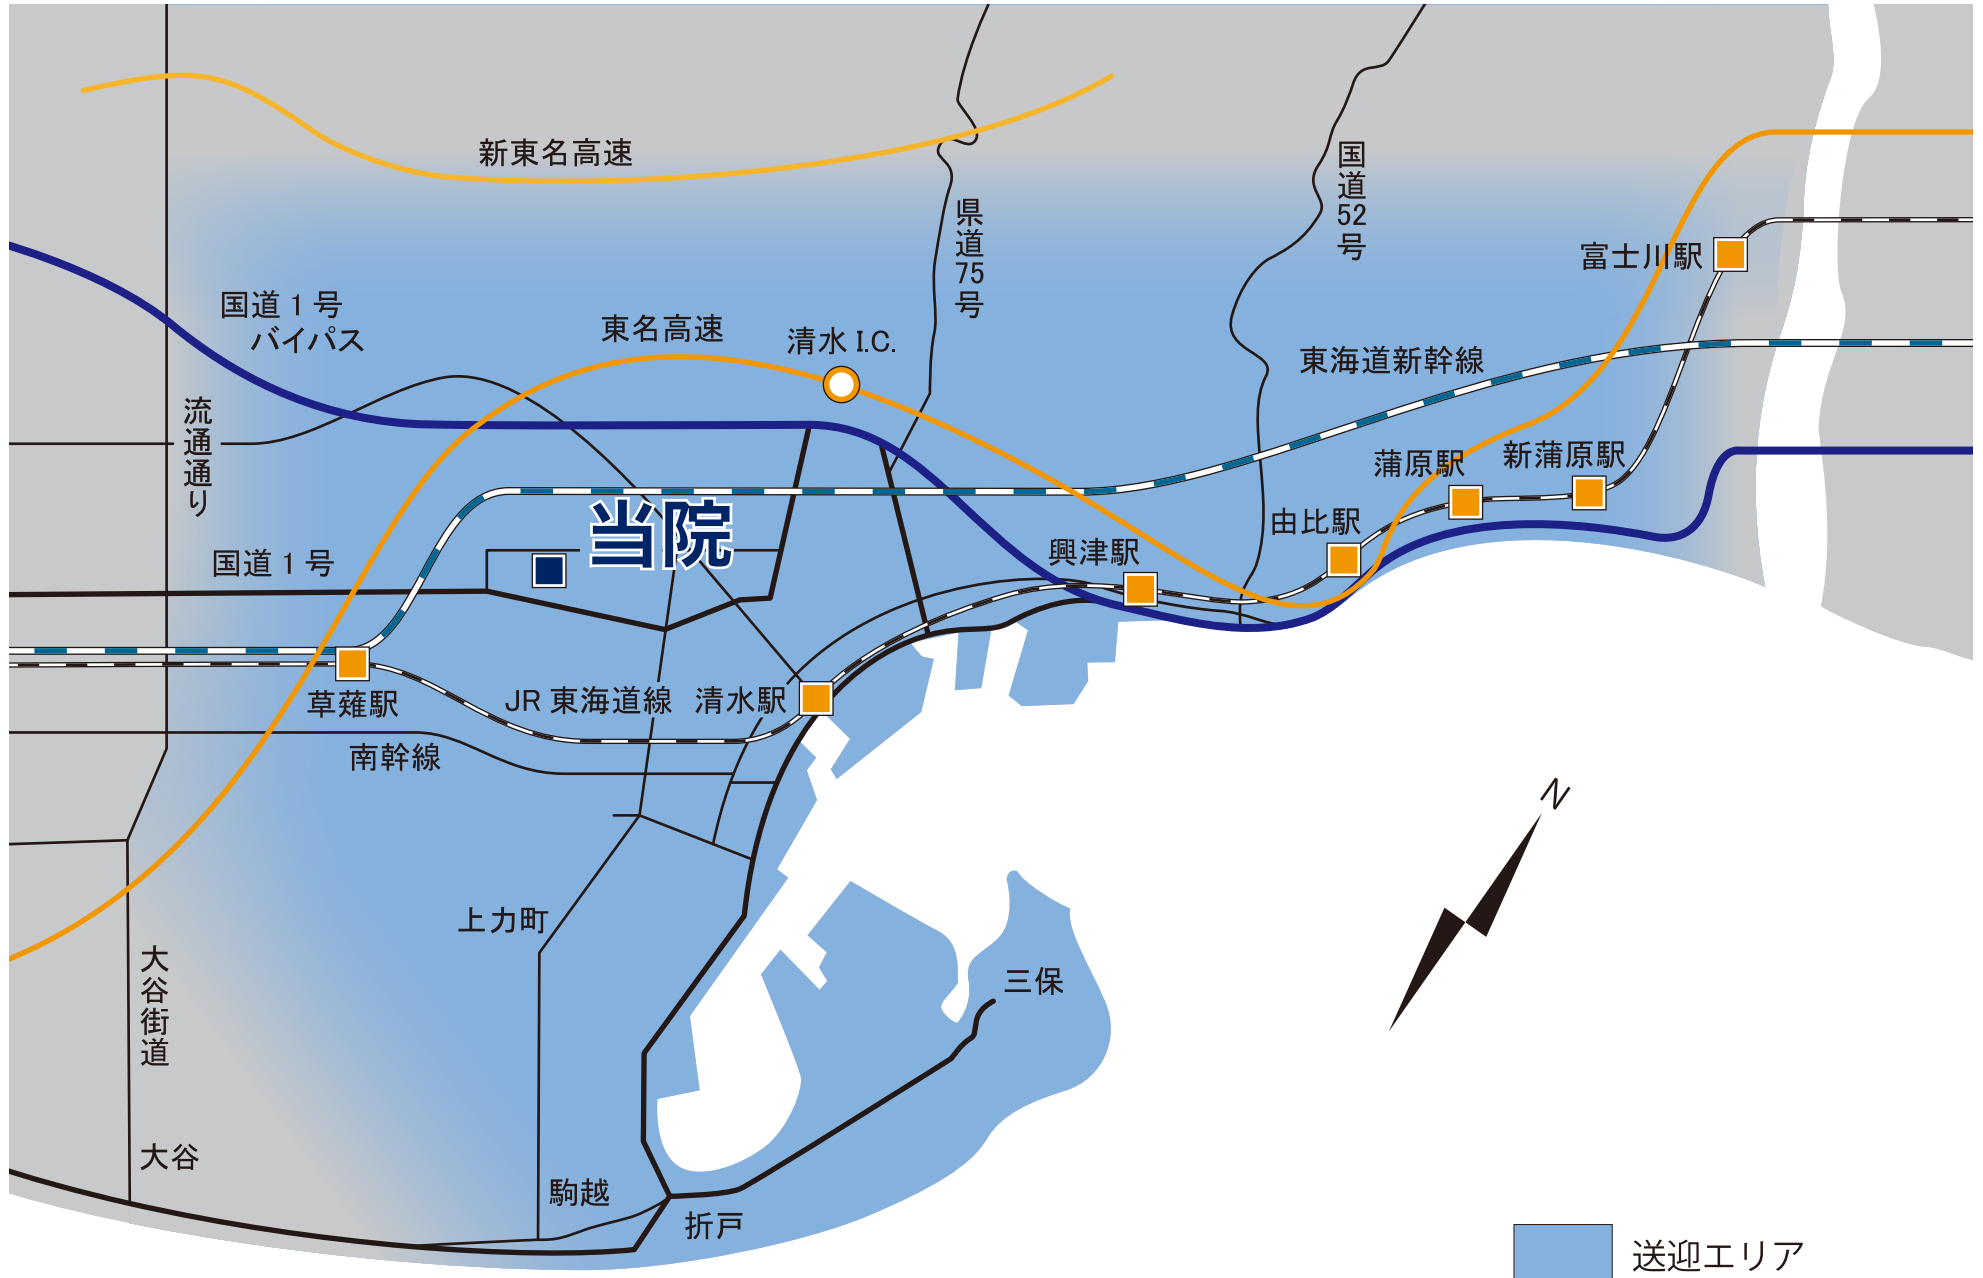 新東名高速
県道75号
国道52号
富士川駅
国道1号
バイパス
東名高速
清水I.C.
東海道新幹線
流通通り
蒲原駅
新蒲原駅
当院
由比駅
国道1号
興津駅
草薙駅
JR東海道線
清水駅
南幹線
N
上力町
大谷街道
三保
大谷
駒越
折戸
送迎エリア